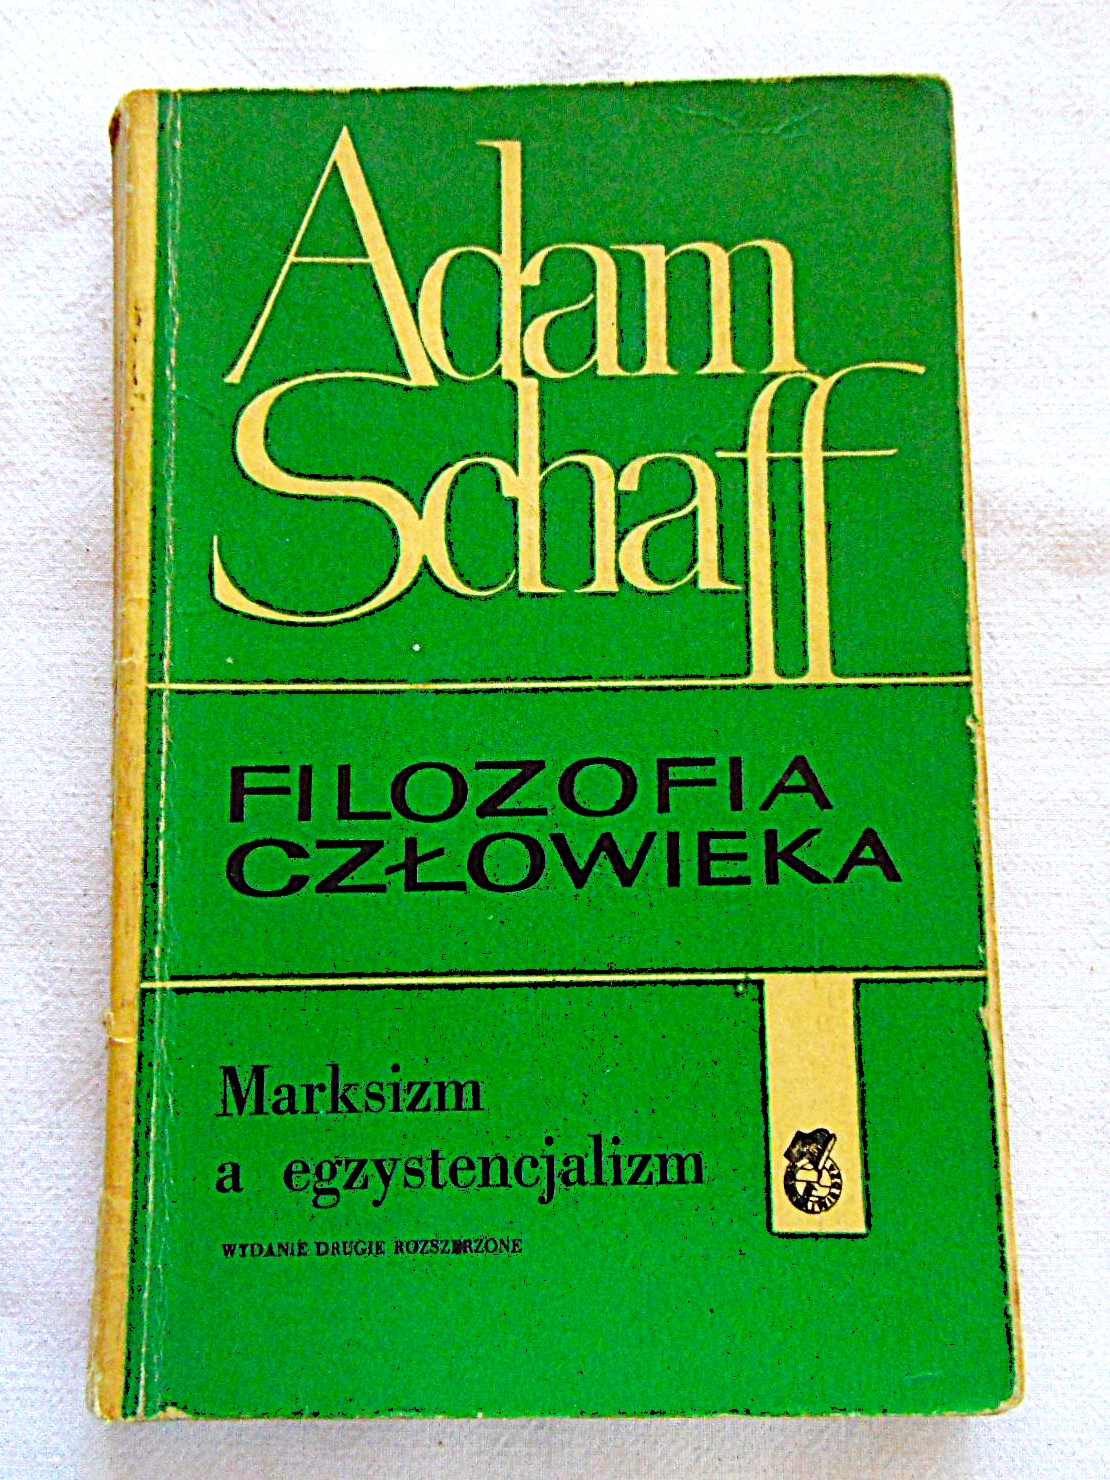 Adam
Schaff
FILOZOFIA
CZŁOWIEKA
Marksizm
a egzystencjalizm
WYDANIE DRUGIE ROZSZERZONE